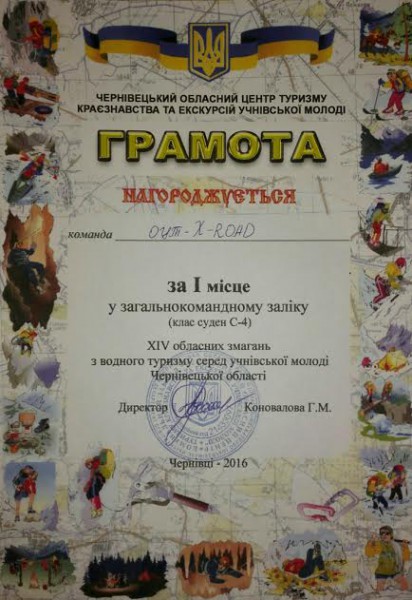 ЧЕРНІВЕЦЬКИЙ ОБЛАСНИЙ ЦЕНТР ТУРИЗМУ
КРАЄЗНАВСТВА ТА ЕКСКУРСІЙ УЧНІВСЬКОЇ МОЛОДІ
ГРАМОТА
НАГОРОДЖУЄТЬСЯ
команда оут-X-ROAD
за І місце
у загальнокомандному заліку
(клас суден С-4)
XIV обласних змагань
з водного туризму серед учнівської молоді
Чернівецької області
Директор Коновалова Г.М.
Чернівці - 2016